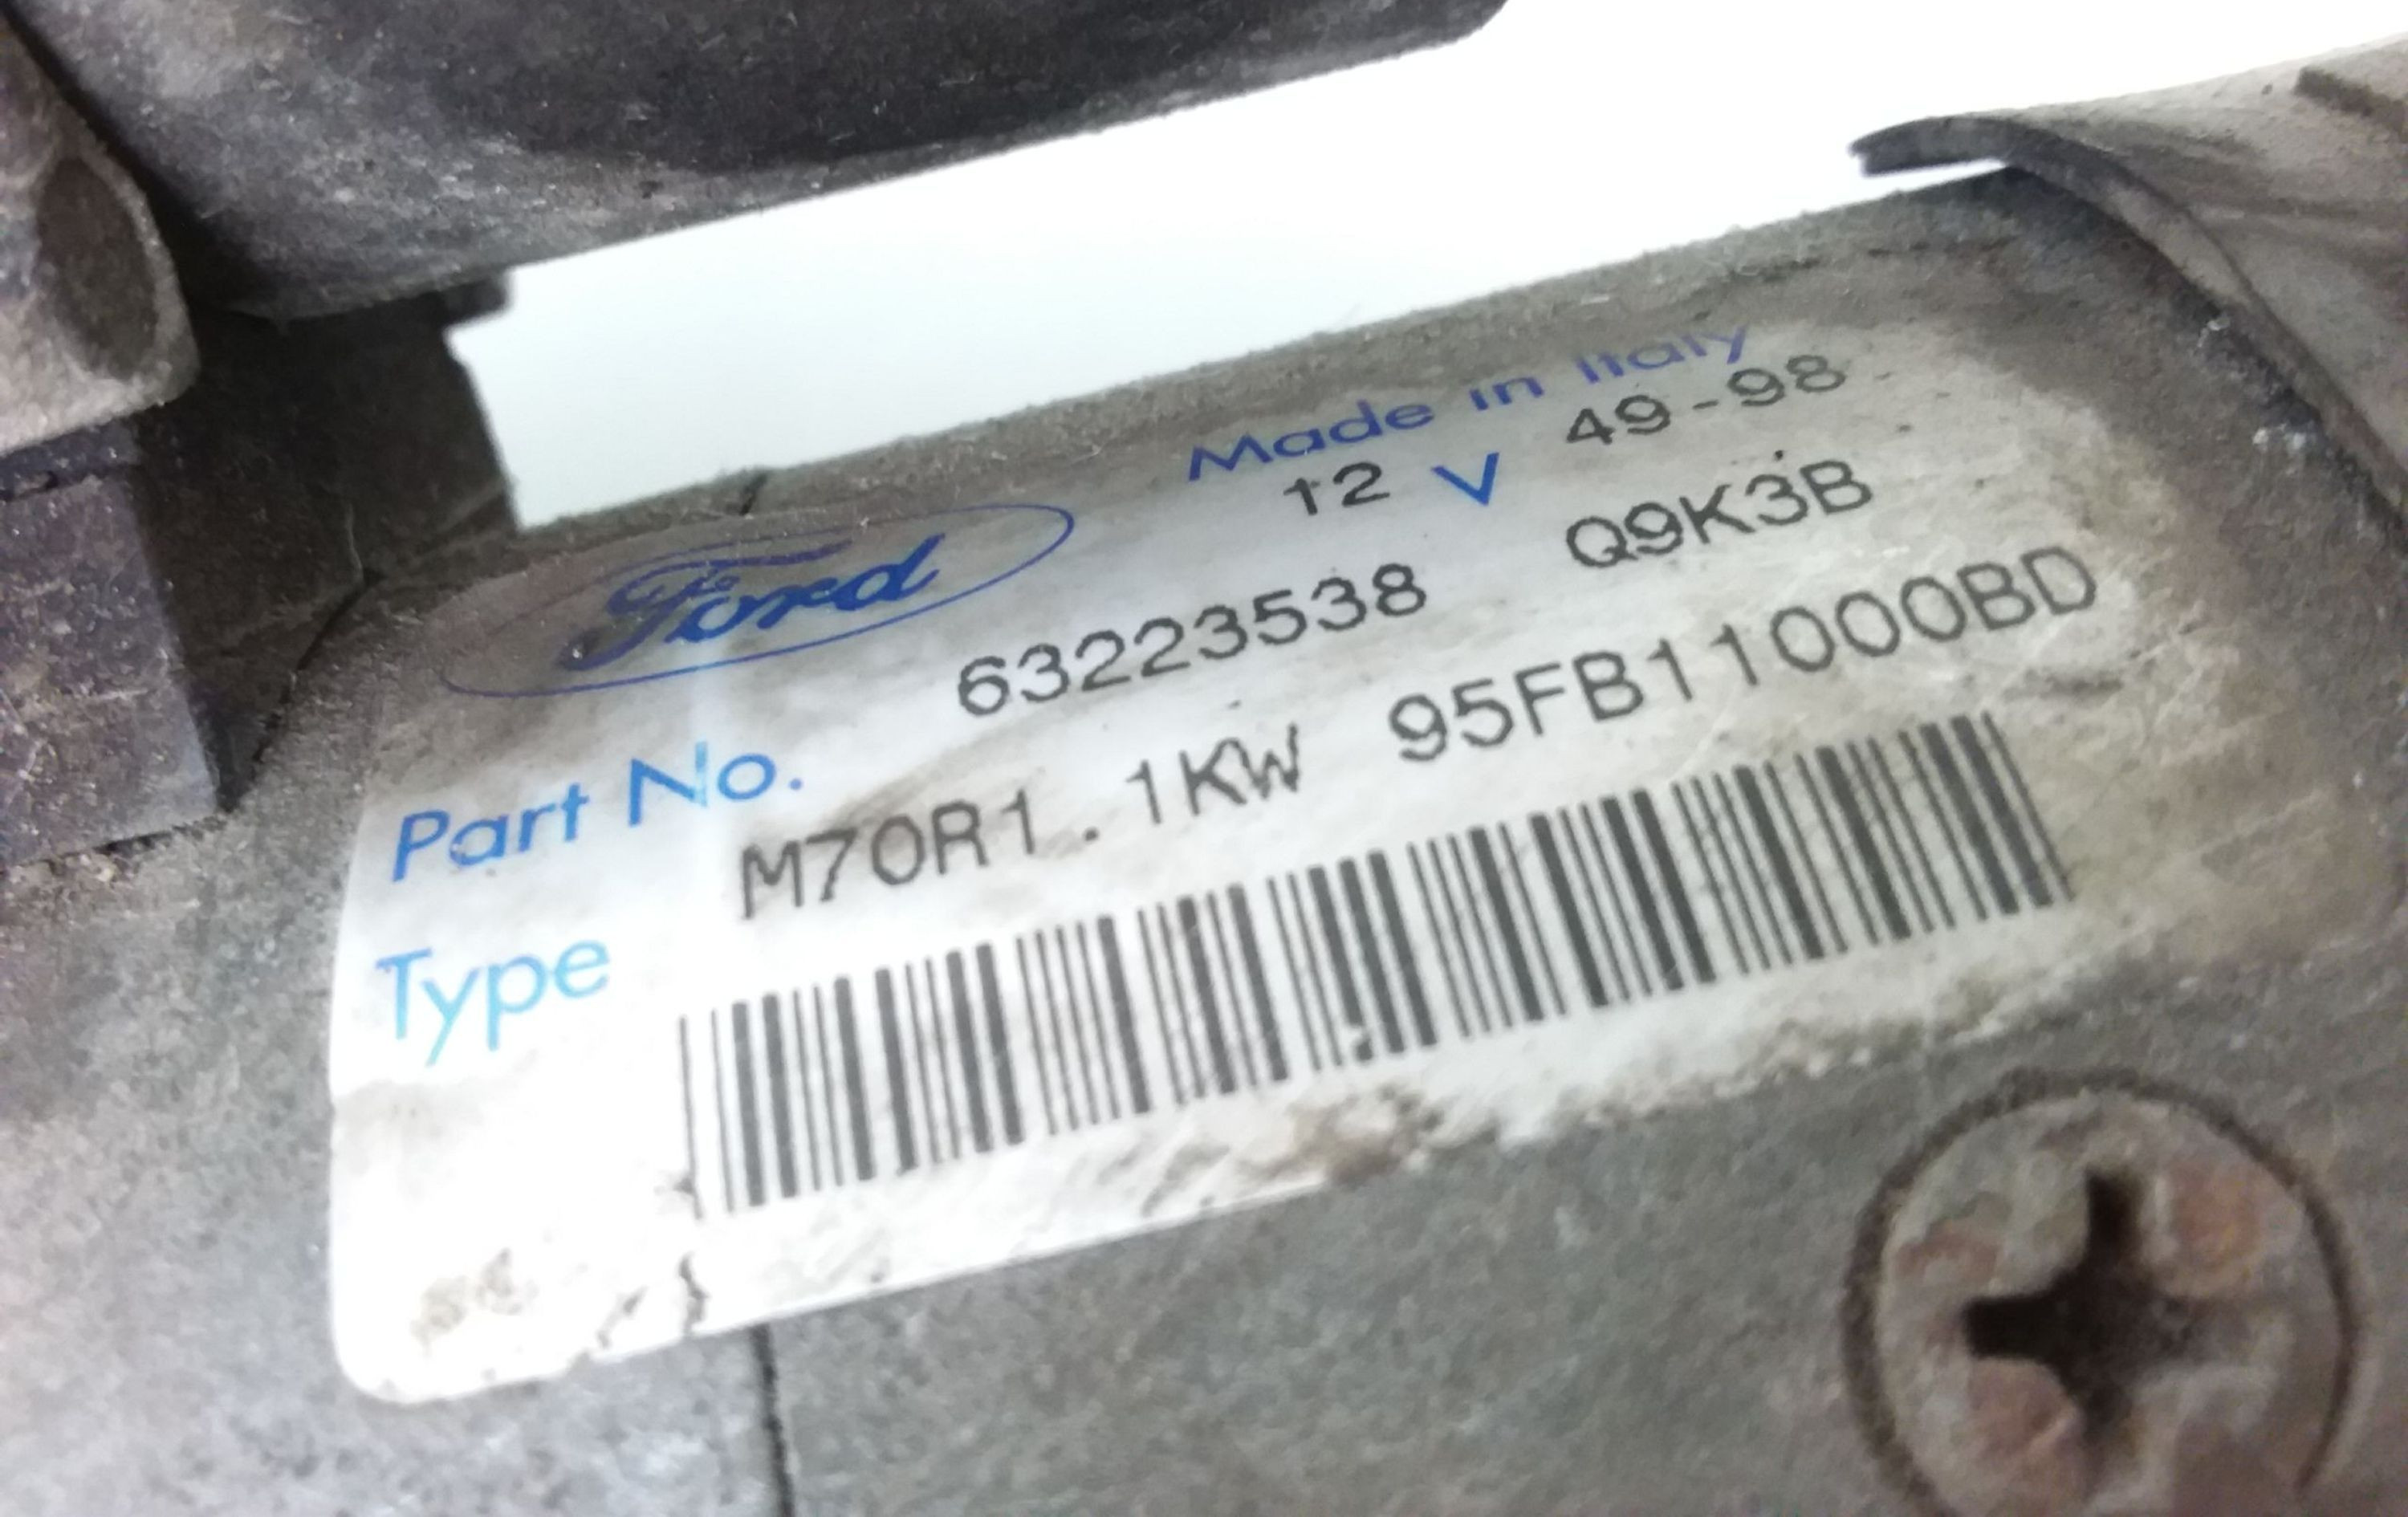 Ford
Made in Italy
12 V 49-98
Part No. 63223538 Q9K3B
Type M70R1.1KW 95FB11000BD